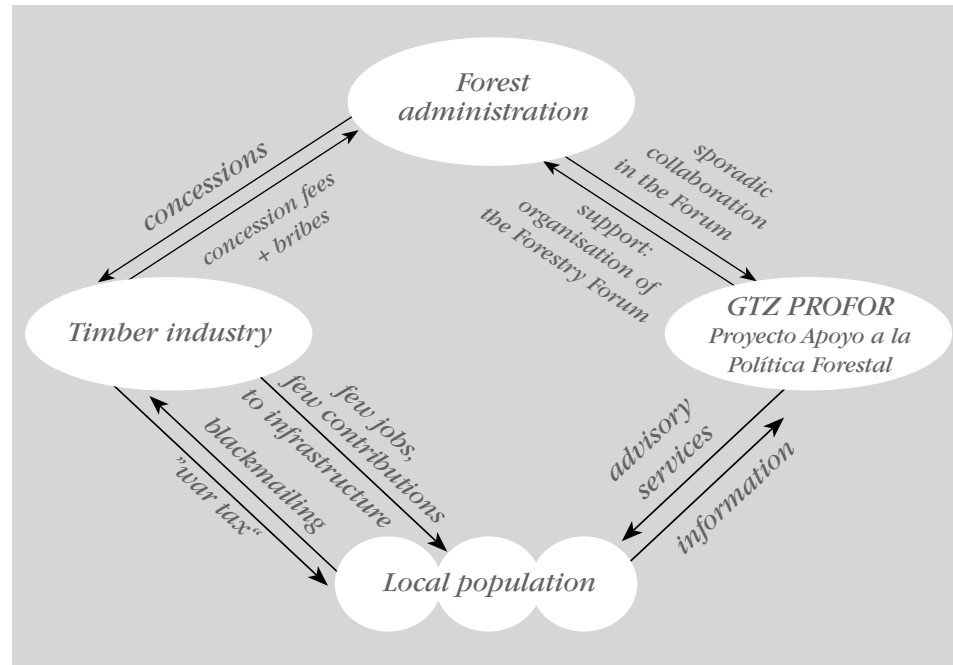 Forest
administration
concessions
concession fees
+ bribes
sporadic
collaboration
in the Forum
support:
organisation of
the Forestry Forum
Timber industry
GTZ PROFOR
Proyecto Apoyo a la
Política Forestal
few jobs,
few contributions
to infrastructure
blackmailing
”war tax“
advisory
services
information
Local population